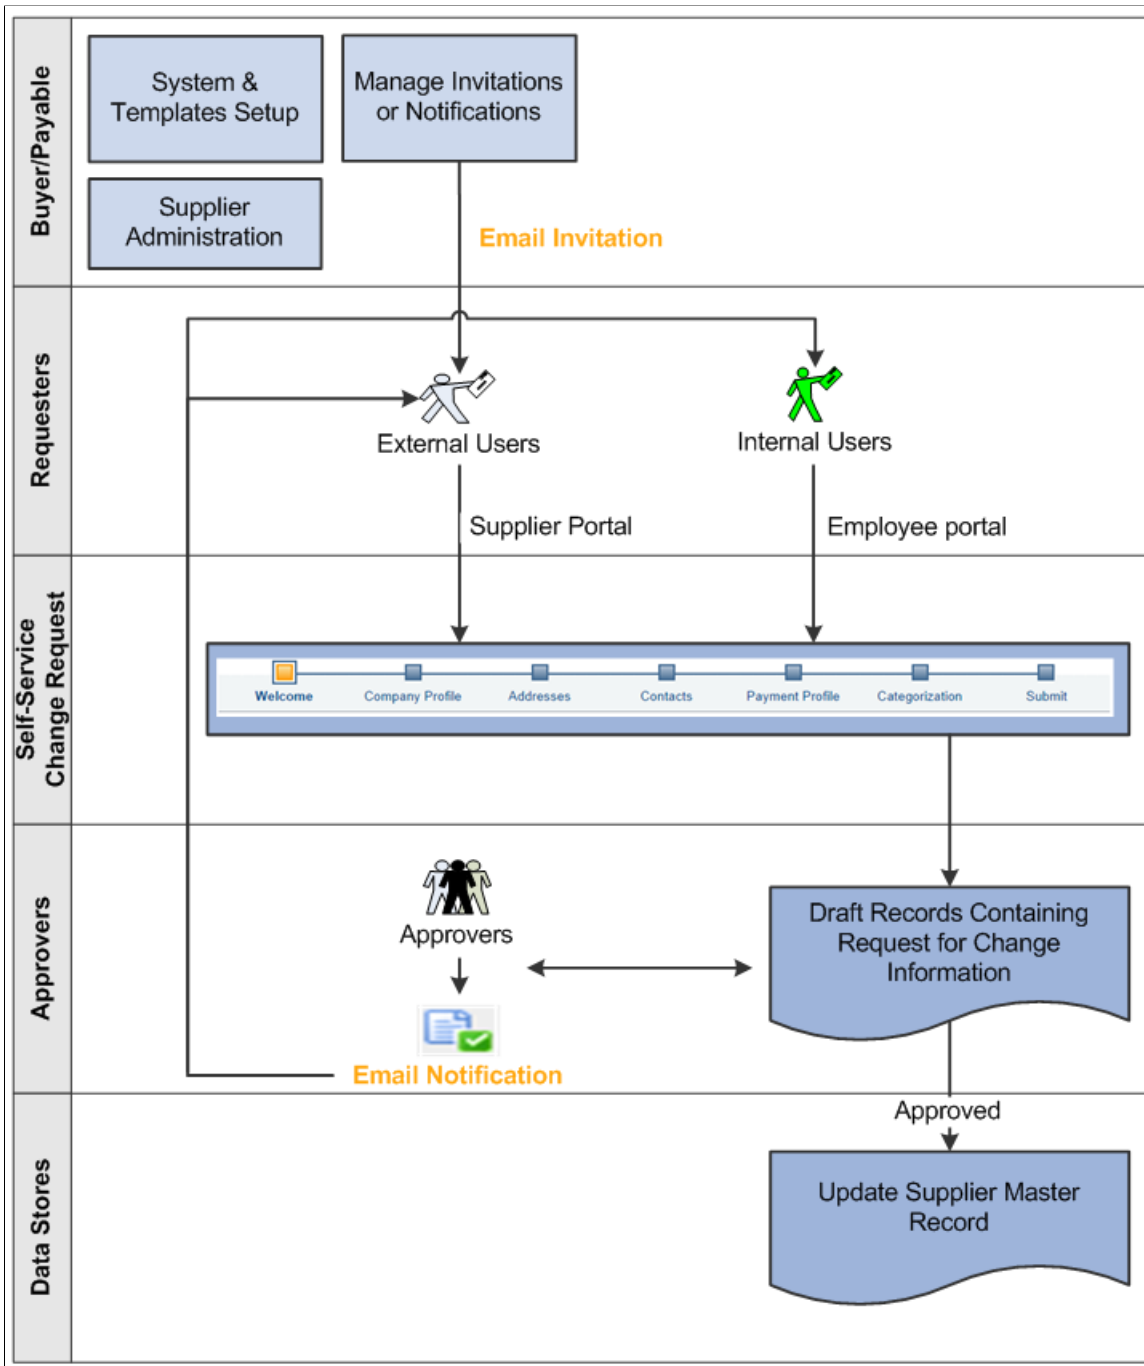 Buyer/Payable
System &
Templates Setup
Manage Invitations
or Notifications
Supplier
Administration
Email Invitation
Requesters
External Users
Internal Users
Supplier Portal
Employee portal
Self-Service
Change Request
Welcome
Company Profile
Addresses
Contacts
Payment Profile
Categorization
Submit
Approvers
Approvers
Draft Records Containing
Request for Change
Information
Email Notification
Data Stores
Approved
Update Supplier Master
Record